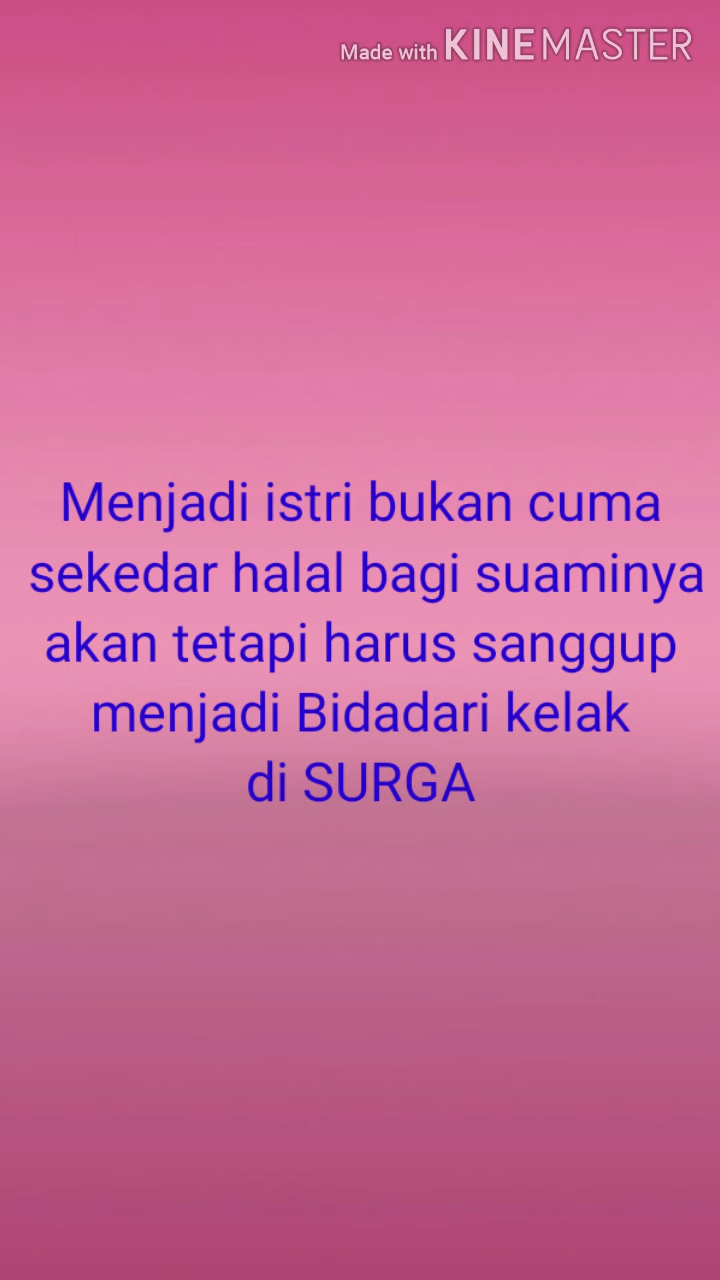 Made with KINEMASTER
Menjadi istri bukan cuma
sekedar halal bagi suaminya
akan tetapi harus sanggup
menjadi Bidadari kelak
di SURGA